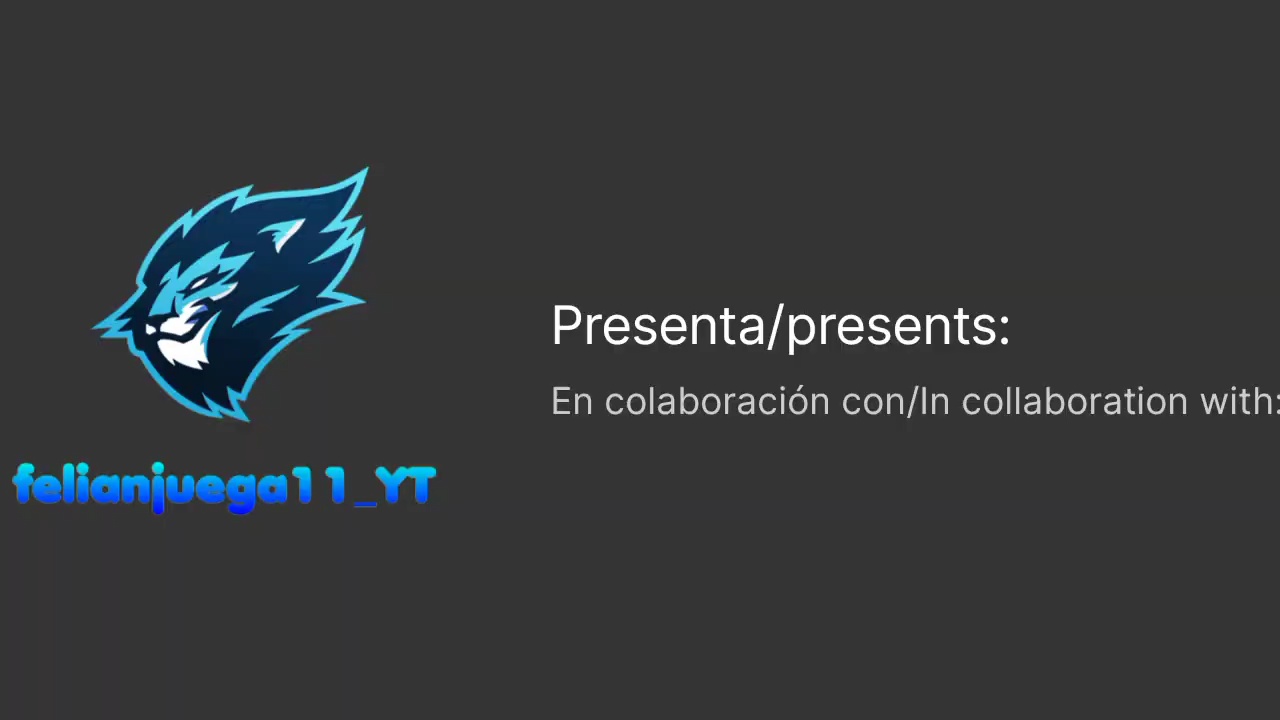 Presenta/presents:
En colaboración con/In collaboration with:
felianjuega11_YT